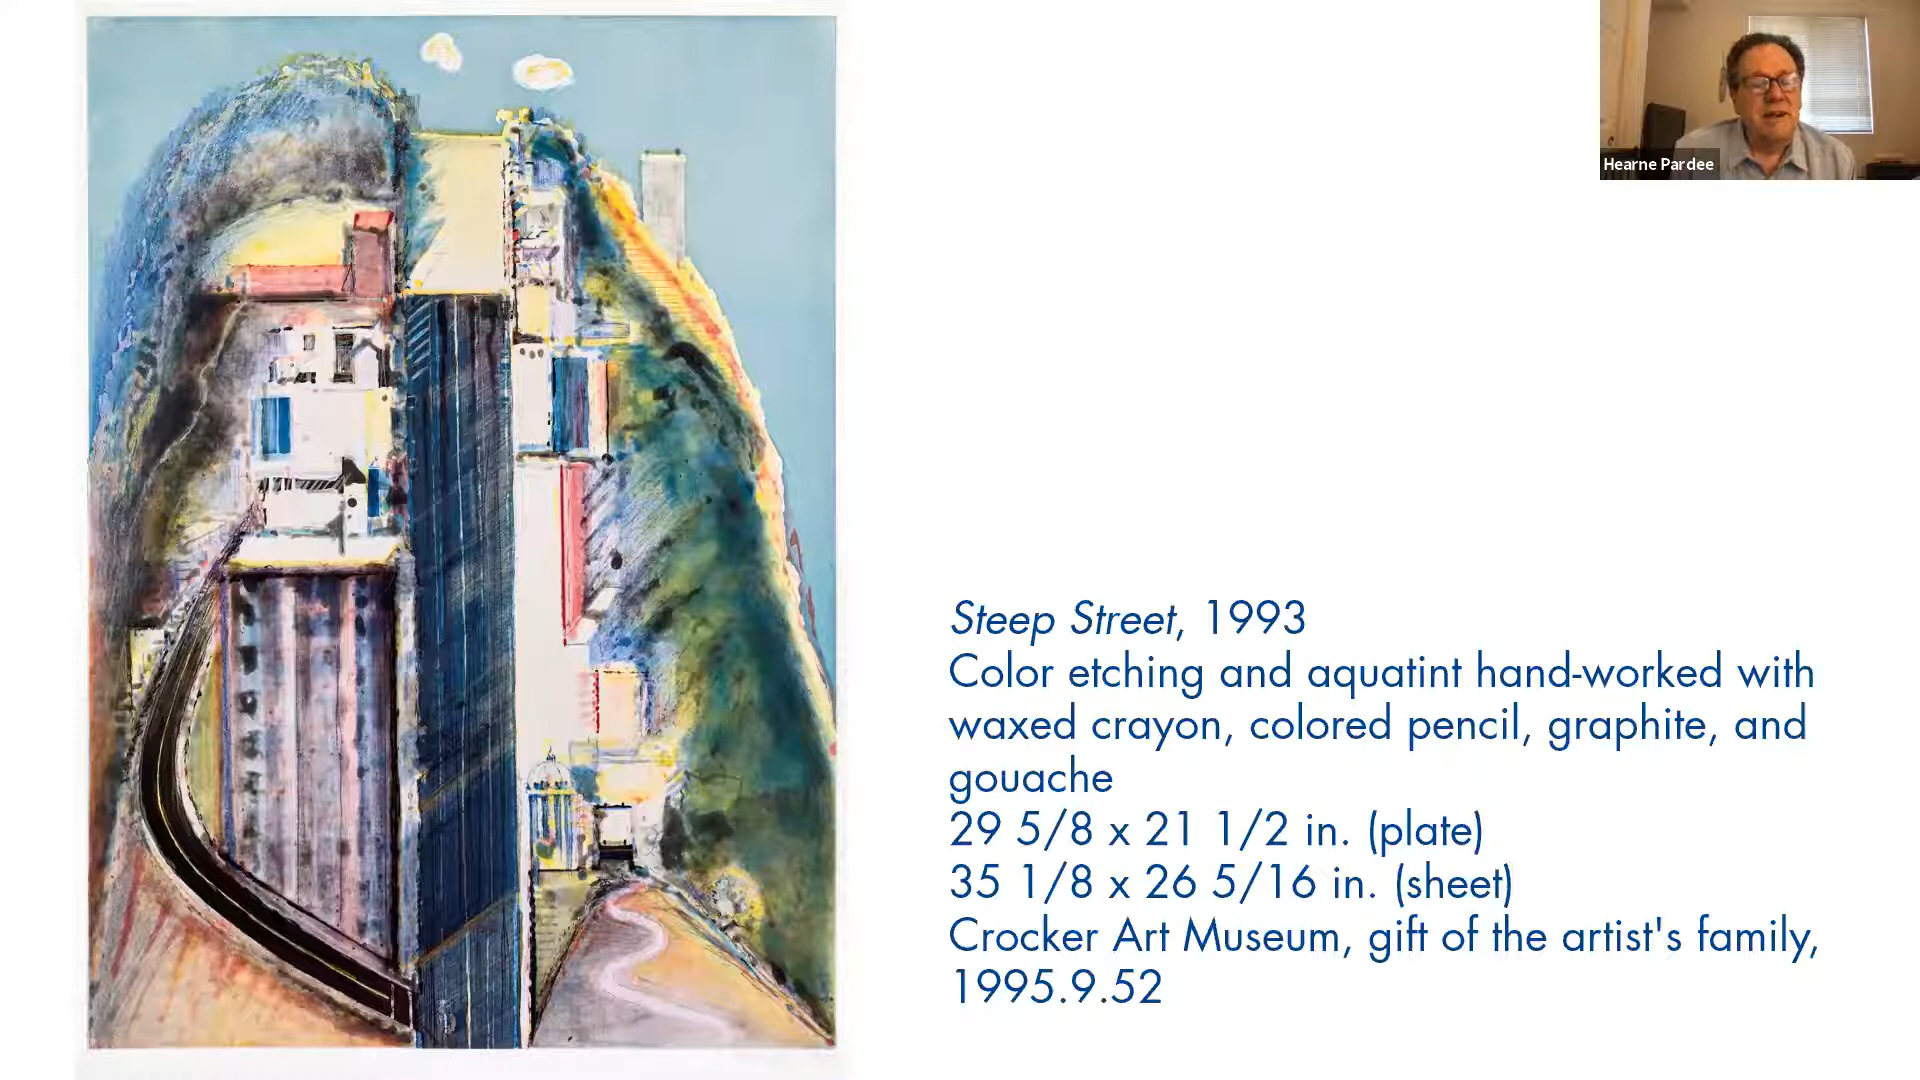 Hearne Pardee
Steep Street, 1993
Color etching and aquatint hand-worked with
waxed crayon, colored pencil, graphite, and
gouache
29 5/8 x 21 1/2 in. (plate)
35 1/8 x 26 5/16 in. (sheet)
Crocker Art Museum, gift of the artist's family,
1995.9.52